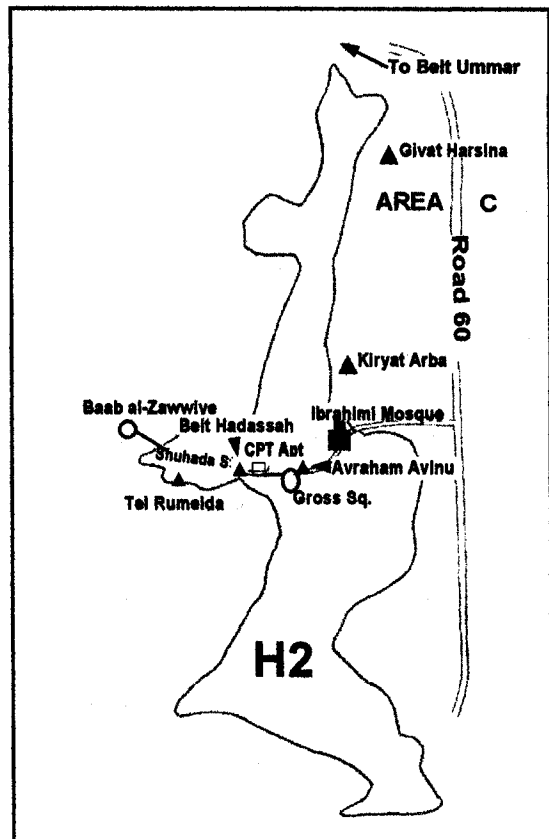 To Beit Ummar
Givat Harsina
AREA C
Road 60
Kiryat Arba
Baab al-Zawwiye
Ibrahimi Mosque
Beit Hadassah
CPT Apt
Shuhada S
Avraham Avinu
Tel Rumeida
Gross Sq.
H2